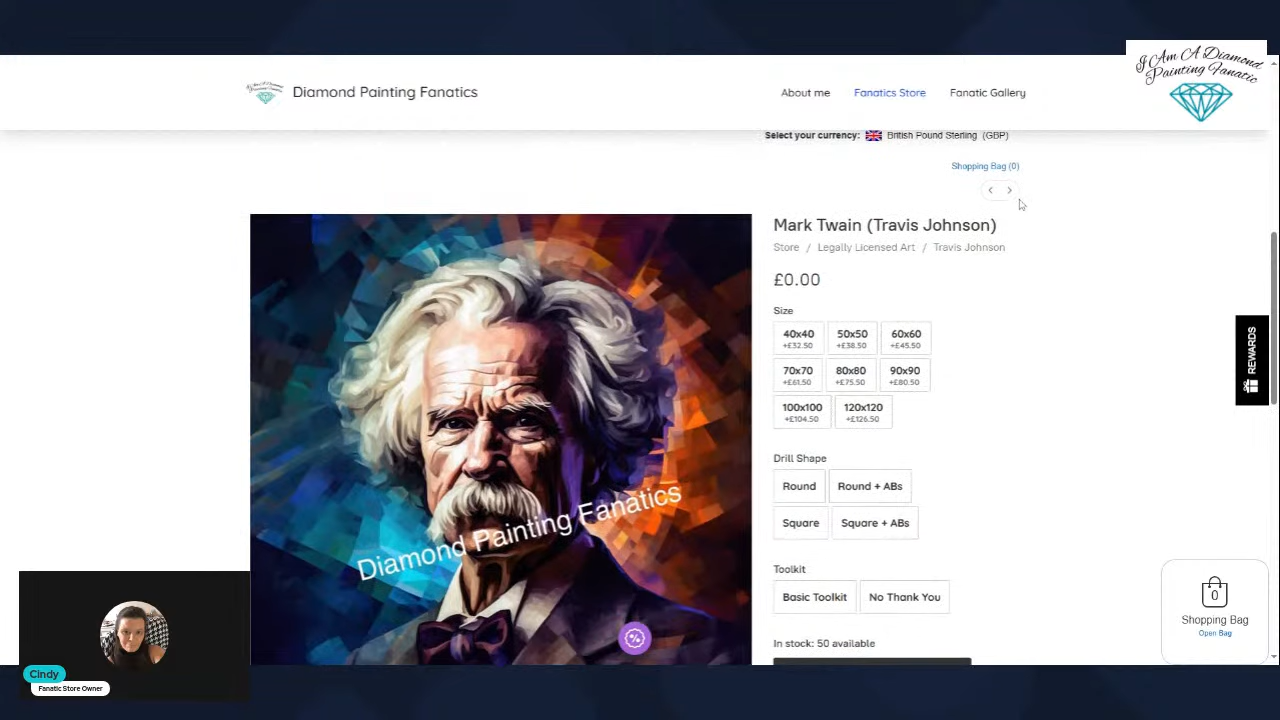 I Am A Diamond
Painting Fanatic
Diamond Painting Fanatics
About me
Fanatics Store
Fanatic Gallery
Select your currency:
British Pound Sterling (GBP)
Shopping Bag (0)
Mark Twain (Travis Johnson)
Store / Legally Licensed Art / Travis Johnson
£0.00
Size
40x40
+£32.50
50x50
+£38.50
60x60
+£45.50
70x70
+£61.50
80x80
+£75.50
90x90
+£80.50
100x100
+£104.50
120x120
+£126.50
Drill Shape
Round
Round + ABs
Square
Square + ABs
Toolkit
Basic Toolkit
No Thank You
In stock: 50 available
REWARDS
Diamond Painting Fanatics
0
Shopping Bag
Open Bag
Cindy
Fanatic Store Owner